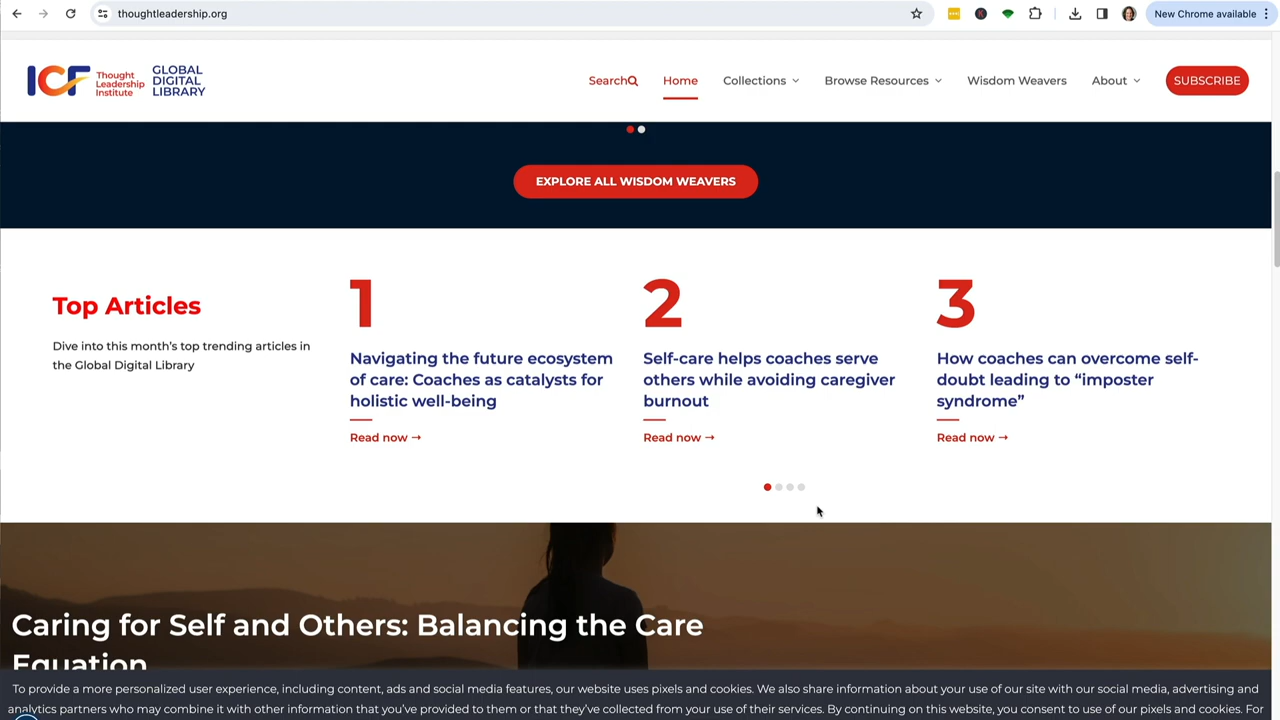 thoughtleadership.org
New Chrome available
ICF Thought Leadership Institute
GLOBAL DIGITAL LIBRARY
Search
Home
Collections
Browse Resources
Wisdom Weavers
About
SUBSCRIBE
EXPLORE ALL WISDOM WEAVERS
Top Articles
Dive into this month's top trending articles in
the Global Digital Library
1
Navigating the future ecosystem
of care: Coaches as catalysts for
holistic well-being
Read now →
2
Self-care helps coaches serve
others while avoiding caregiver
burnout
Read now →
3
How coaches can overcome self-
doubt leading to “imposter
syndrome”
Read now →
Caring for Self and Others: Balancing the Care
Equation
To provide a more personalized user experience, including content, ads and social media features, our website uses pixels and cookies. We also share information about your use of our site with our social media, advertising and
analytics partners who may combine it with other information that you've provided to them or that they've collected from your use of their services. By continuing on this website, you consent to use of our pixels and cookies. For